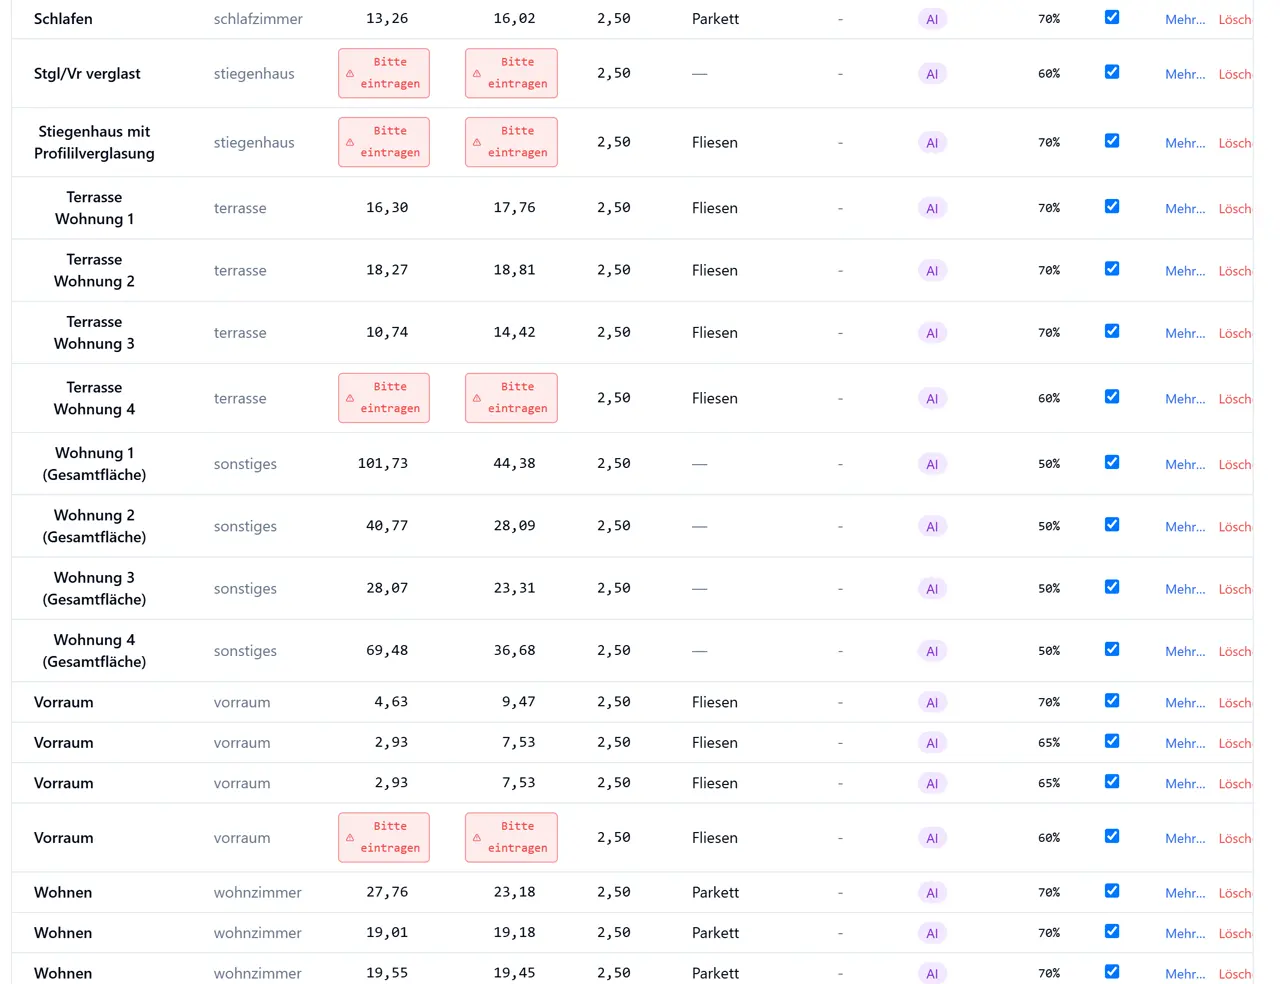 Schlafen schlafzimmer 13,26 16,02 2,50 Parkett - AI 70% Mehr... Lösch
Stgl/Vr verglast stiegenhaus Bitte eintragen Bitte eintragen 2,50 — - AI 60% Mehr... Lösch
Stiegenhaus mit Profililverglasung stiegenhaus Bitte eintragen Bitte eintragen 2,50 Fliesen - AI 70% Mehr... Lösch
Terrasse Wohnung 1 terrasse 16,30 17,76 2,50 Fliesen - AI 70% Mehr... Lösch
Terrasse Wohnung 2 terrasse 18,27 18,81 2,50 Fliesen - AI 70% Mehr... Lösch
Terrasse Wohnung 3 terrasse 10,74 14,42 2,50 Fliesen - AI 70% Mehr... Lösch
Terrasse Wohnung 4 terrasse Bitte eintragen Bitte eintragen 2,50 Fliesen - AI 60% Mehr... Lösch
Wohnung 1 (Gesamtfläche) sonstiges 101,73 44,38 2,50 — - AI 50% Mehr... Lösch
Wohnung 2 (Gesamtfläche) sonstiges 40,77 28,09 2,50 — - AI 50% Mehr... Lösch
Wohnung 3 (Gesamtfläche) sonstiges 28,07 23,31 2,50 — - AI 50% Mehr... Lösch
Wohnung 4 (Gesamtfläche) sonstiges 69,48 36,68 2,50 — - AI 50% Mehr... Lösch
Vorraum vorraum 4,63 9,47 2,50 Fliesen - AI 70% Mehr... Lösch
Vorraum vorraum 2,93 7,53 2,50 Fliesen - AI 65% Mehr... Lösch
Vorraum vorraum 2,93 7,53 2,50 Fliesen - AI 65% Mehr... Lösch
Vorraum vorraum Bitte eintragen Bitte eintragen 2,50 Fliesen - AI 60% Mehr... Lösch
Wohnen wohnzimmer 27,76 23,18 2,50 Parkett - AI 70% Mehr... Lösch
Wohnen wohnzimmer 19,01 19,18 2,50 Parkett - AI 70% Mehr... Lösch
Wohnen wohnzimmer 19,55 19,45 2,50 Parkett - AI 70% Mehr... Lösch